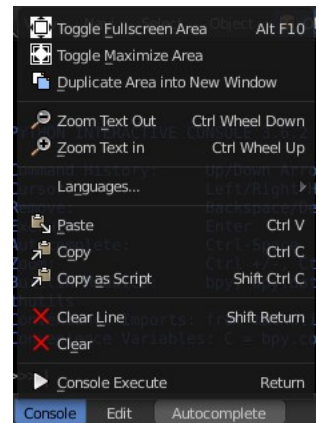 Toggle Fullscreen Area Alt F10
Toggle Maximize Area
Duplicate Area into New Window
Zoom Text Out Ctrl Wheel Down
Zoom Text in Ctrl Wheel Up
Languages...
Paste Ctrl V
Copy Ctrl C
Copy as Script Shift Ctrl C
Clear Line Shift Return
Clear
Console Execute Return
Console Edit Autocomplete